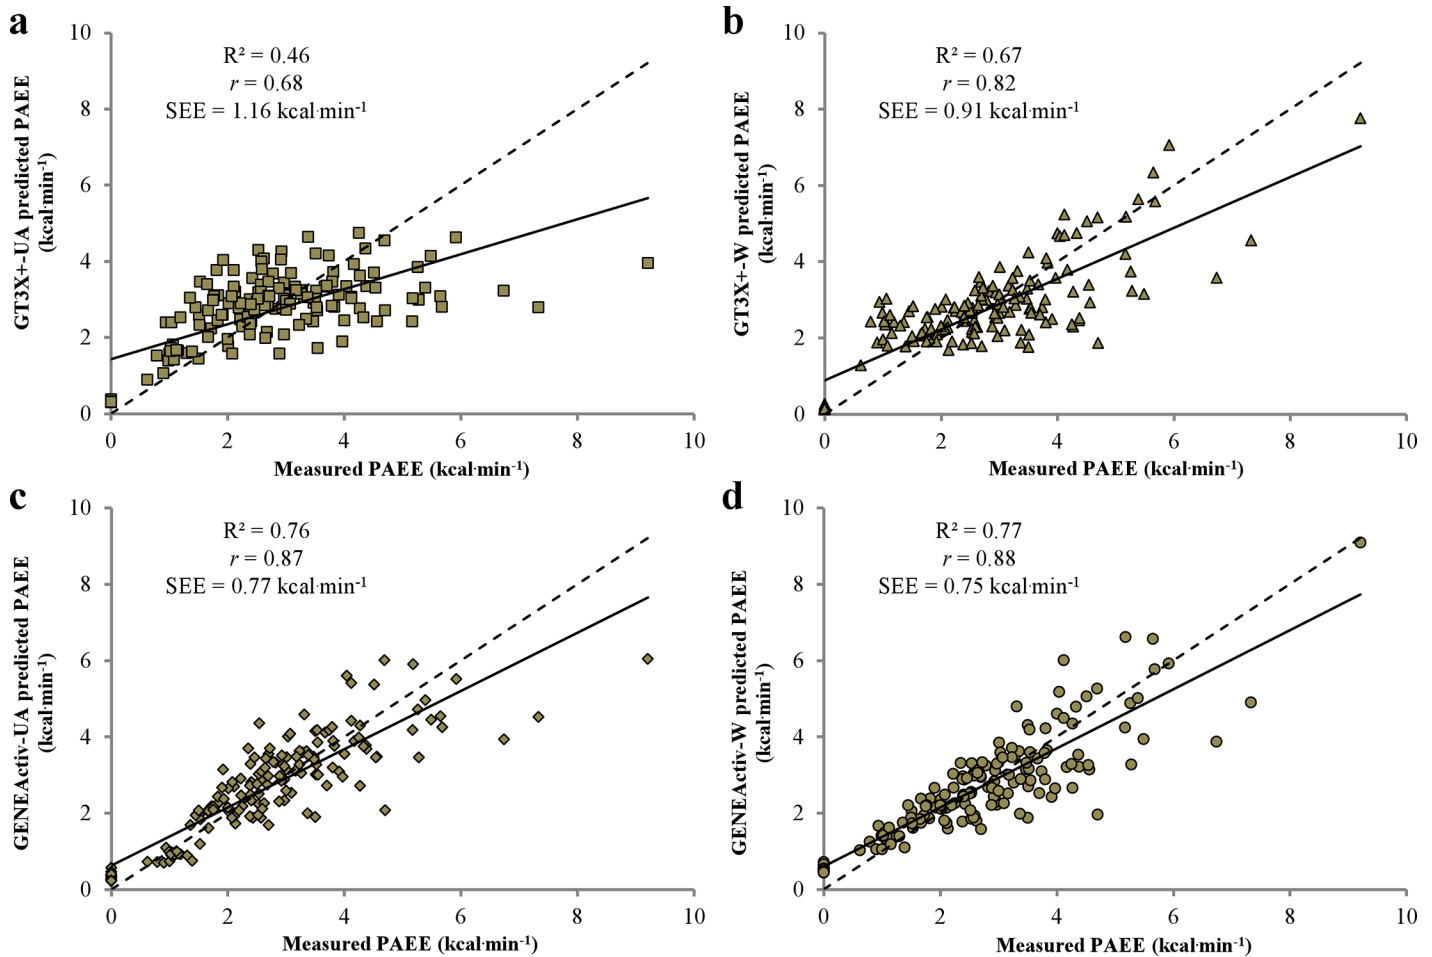 a
R² = 0.46
r = 0.68
SEE = 1.16 kcal·min⁻¹
GT3X+-UA predicted PAEE
(kcal·min⁻¹)
10
8
6
4
2
0
0 2 4 6 8 10
Measured PAEE (kcal·min⁻¹)
b
R² = 0.67
r = 0.82
SEE = 0.91 kcal·min⁻¹
GT3X+-W predicted PAEE
(kcal·min⁻¹)
10
8
6
4
2
0
0 2 4 6 8 10
Measured PAEE (kcal·min⁻¹)
c
R² = 0.76
r = 0.87
SEE = 0.77 kcal·min⁻¹
GENEActiv-UA predicted PAEE
(kcal·min⁻¹)
10
8
6
4
2
0
0 2 4 6 8 10
Measured PAEE (kcal·min⁻¹)
d
R² = 0.77
r = 0.88
SEE = 0.75 kcal·min⁻¹
GENEActiv-W predicted PAEE
(kcal·min⁻¹)
10
8
6
4
2
0
0 2 4 6 8 10
Measured PAEE (kcal·min⁻¹)